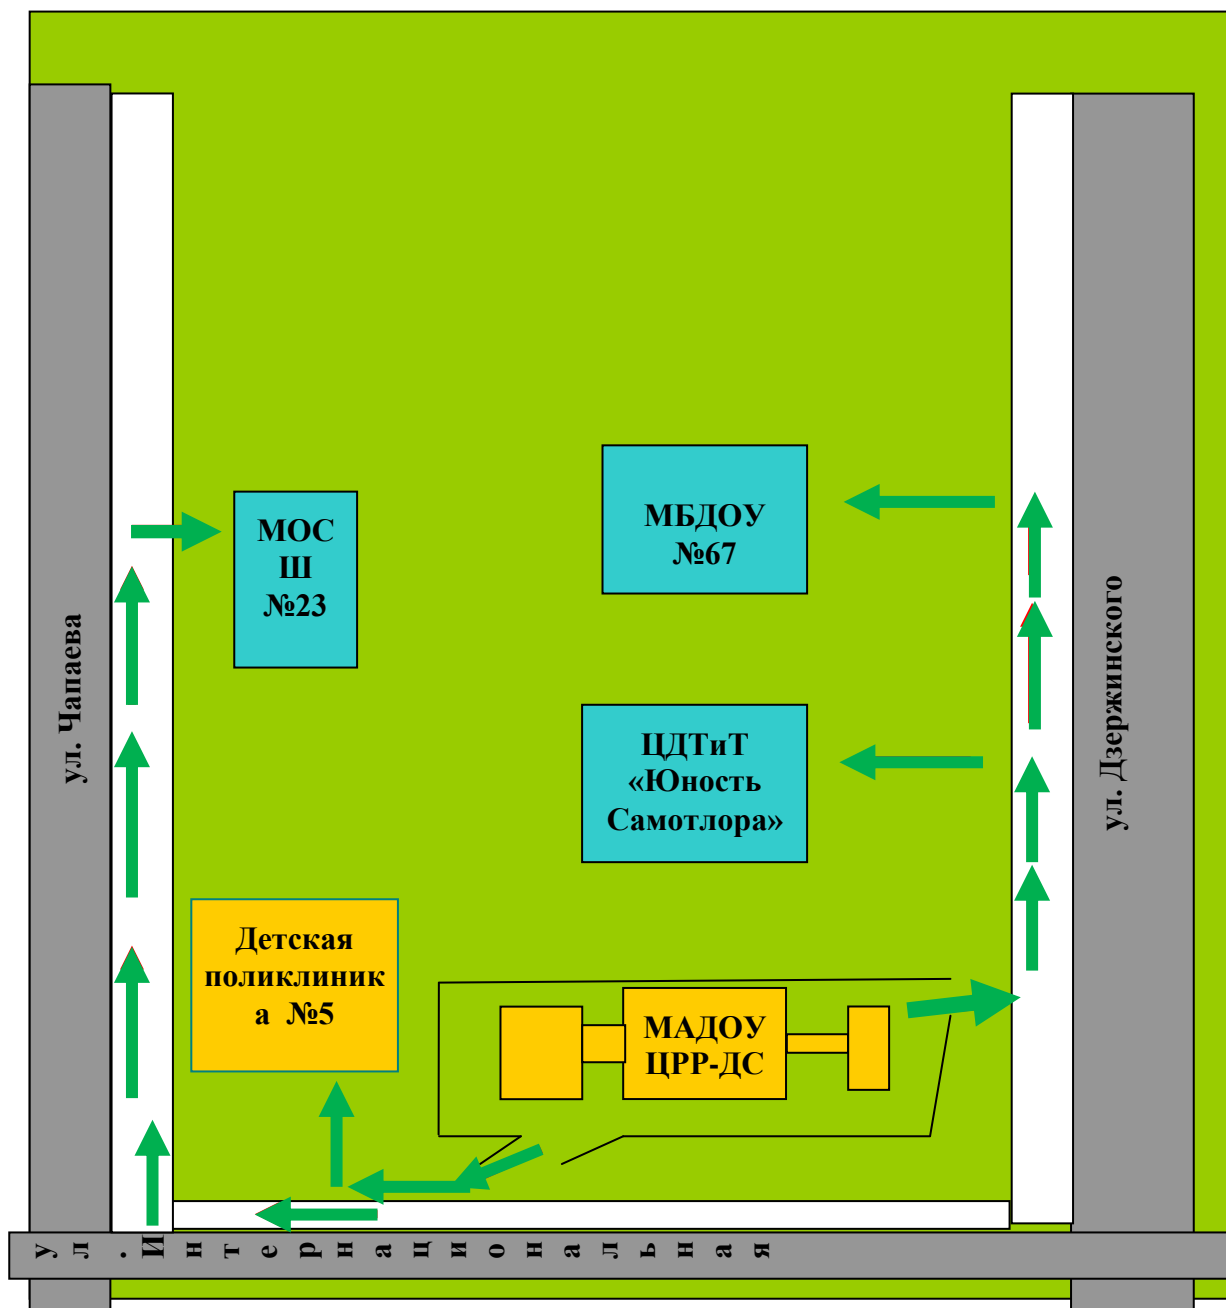 МБДОУ
№67
МОС
Ш
№23
ул. Чапаева
ул. Дзержинского
ЦДТиТ
«Юность
Самотлора»
Детская
поликлиник
а №5
МАДОУ
ЦРР-ДС
ул. Интернациональная